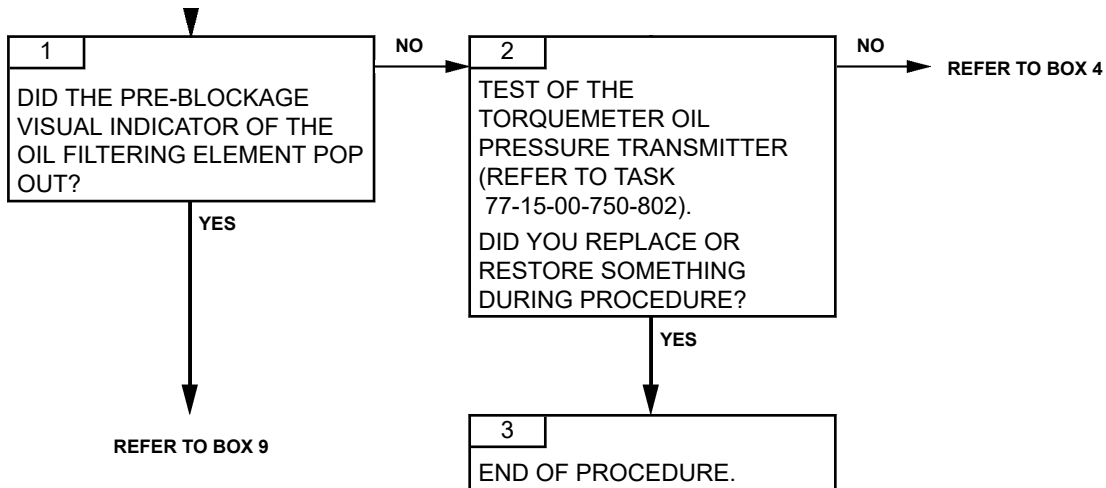 1
DID THE PRE-BLOCKAGE
VISUAL INDICATOR OF THE
OIL FILTERING ELEMENT POP
OUT?
NO
YES
REFER TO BOX 9
2
TEST OF THE
TORQUEMETER OIL
PRESSURE TRANSMITTER
(REFER TO TASK
77-15-00-750-802).
DID YOU REPLACE OR
RESTORE SOMETHING
DURING PROCEDURE?
NO
REFER TO BOX 4
YES
3
END OF PROCEDURE.